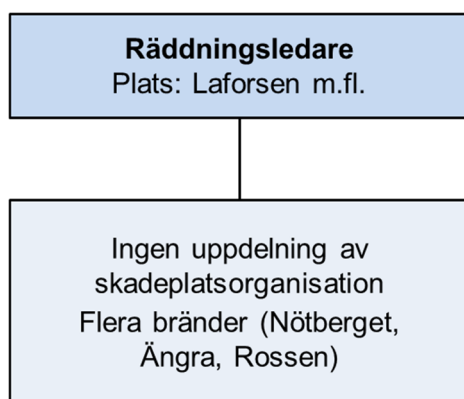 Räddningsledare
Plats: Laforsen m.fl.
Ingen uppdelning av
skadeplatsorganisation
Flera bränder (Nötberget,
Ängra, Rossen)